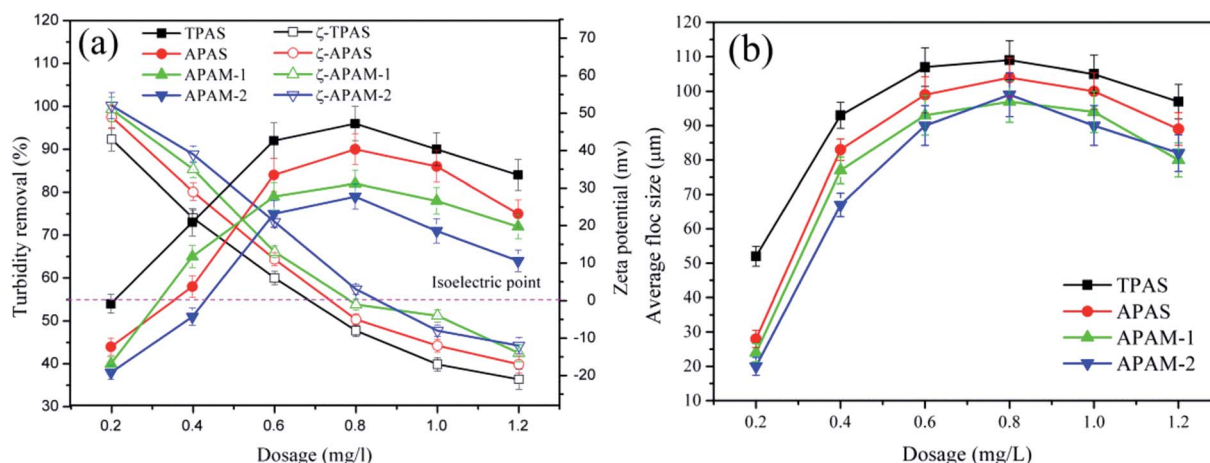 (a)
TPAS ζ-TPAS
APAS ζ-APAS
APAM-1 ζ-APAM-1
APAM-2 ζ-APAM-2
Turbidity removal (%)
120
110
100
90
80
70
60
50
40
30
0.2 0.4 0.6 0.8 1.0 1.2
Dosage (mg/l)
70
60
50
40
30
20
10
0
-10
-20
Zeta potential (mv)
Isoelectric point
(b)
Average floc size (μm)
120
110
100
90
80
70
60
50
40
30
20
10
0.2 0.4 0.6 0.8 1.0 1.2
Dosage (mg/L)
TPAS
APAS
APAM-1
APAM-2